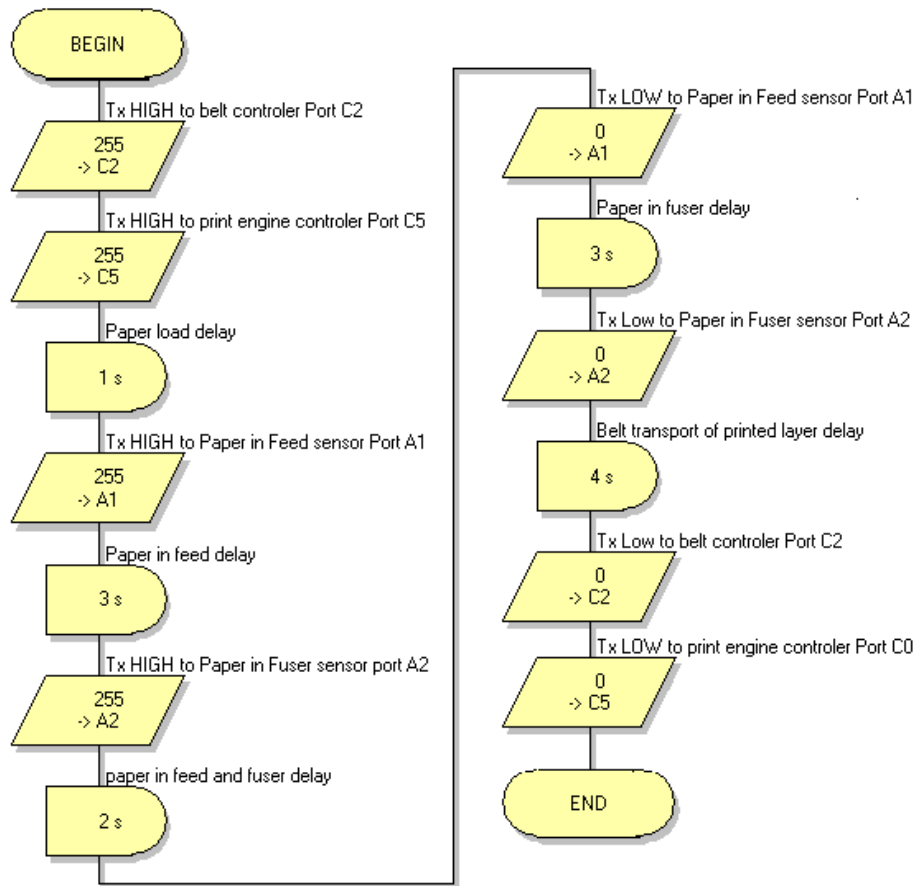 BEGIN
Tx HIGH to belt controler Port C2
255
-> C2
Tx HIGH to print engine controler Port C5
255
-> C5
Paper load delay
1 s
Tx HIGH to Paper in Feed sensor Port A1
255
-> A1
Paper in feed delay
3 s
Tx HIGH to Paper in Fuser sensor port A2
255
-> A2
paper in feed and fuser delay
2 s
Tx LOW to Paper in Feed sensor Port A1
0
-> A1
Paper in fuser delay
3 s
Tx Low to Paper in Fuser sensor Port A2
0
-> A2
Belt transport of printed layer delay
4 s
Tx Low to belt controler Port C2
0
-> C2
Tx LOW to print engine controler Port C0
0
-> C5
END